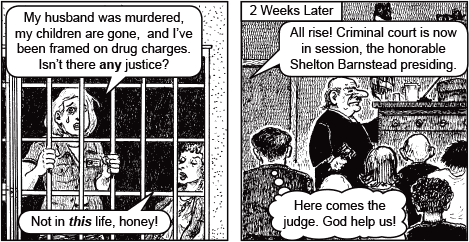 My husband was murdered,
my children are gone, and I've
been framed on drug charges.
Isn't there any justice?
Not in this life, honey!
2 Weeks Later
All rise! Criminal court is now
in session, the honorable
Shelton Barnstead presiding.
Here comes the
judge. God help us!